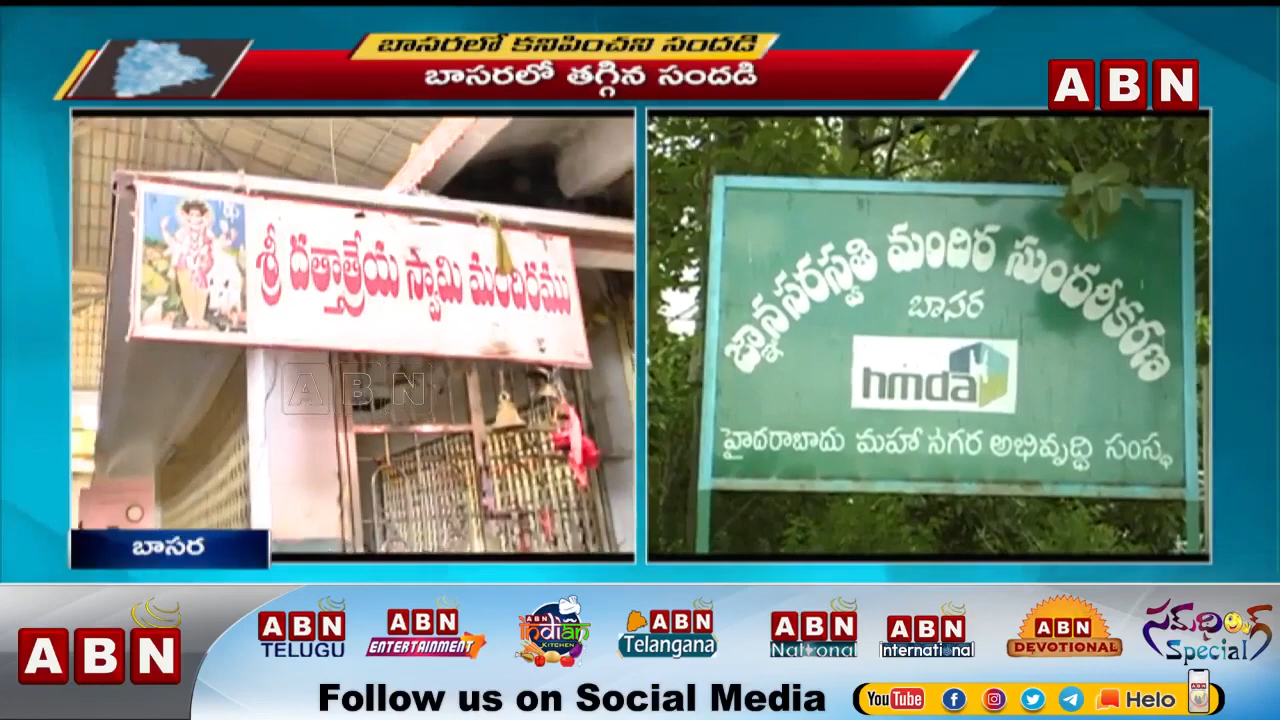 బాసరలో కనిపించని సందడి
బాసరలో తగ్గిన సందడి
ABN
శ్రీ దత్తాత్రేయ స్వామి మందిరము
ABN
బాసర
జ్ఞానసరస్వతి మందిర సుందరీకరణ
బాసర
hmda
హైదరాబాదు మహా నగర అభివృద్ధి సంస్థ
ABN
ABN TELUGU
ABN ENTERTAINMENT
ABN Indian KITCHEN
ABN Telangana
ABN National
ABN International
ABN DEVOTIONAL
Special
Follow us on Social Media
YouTube
Helo